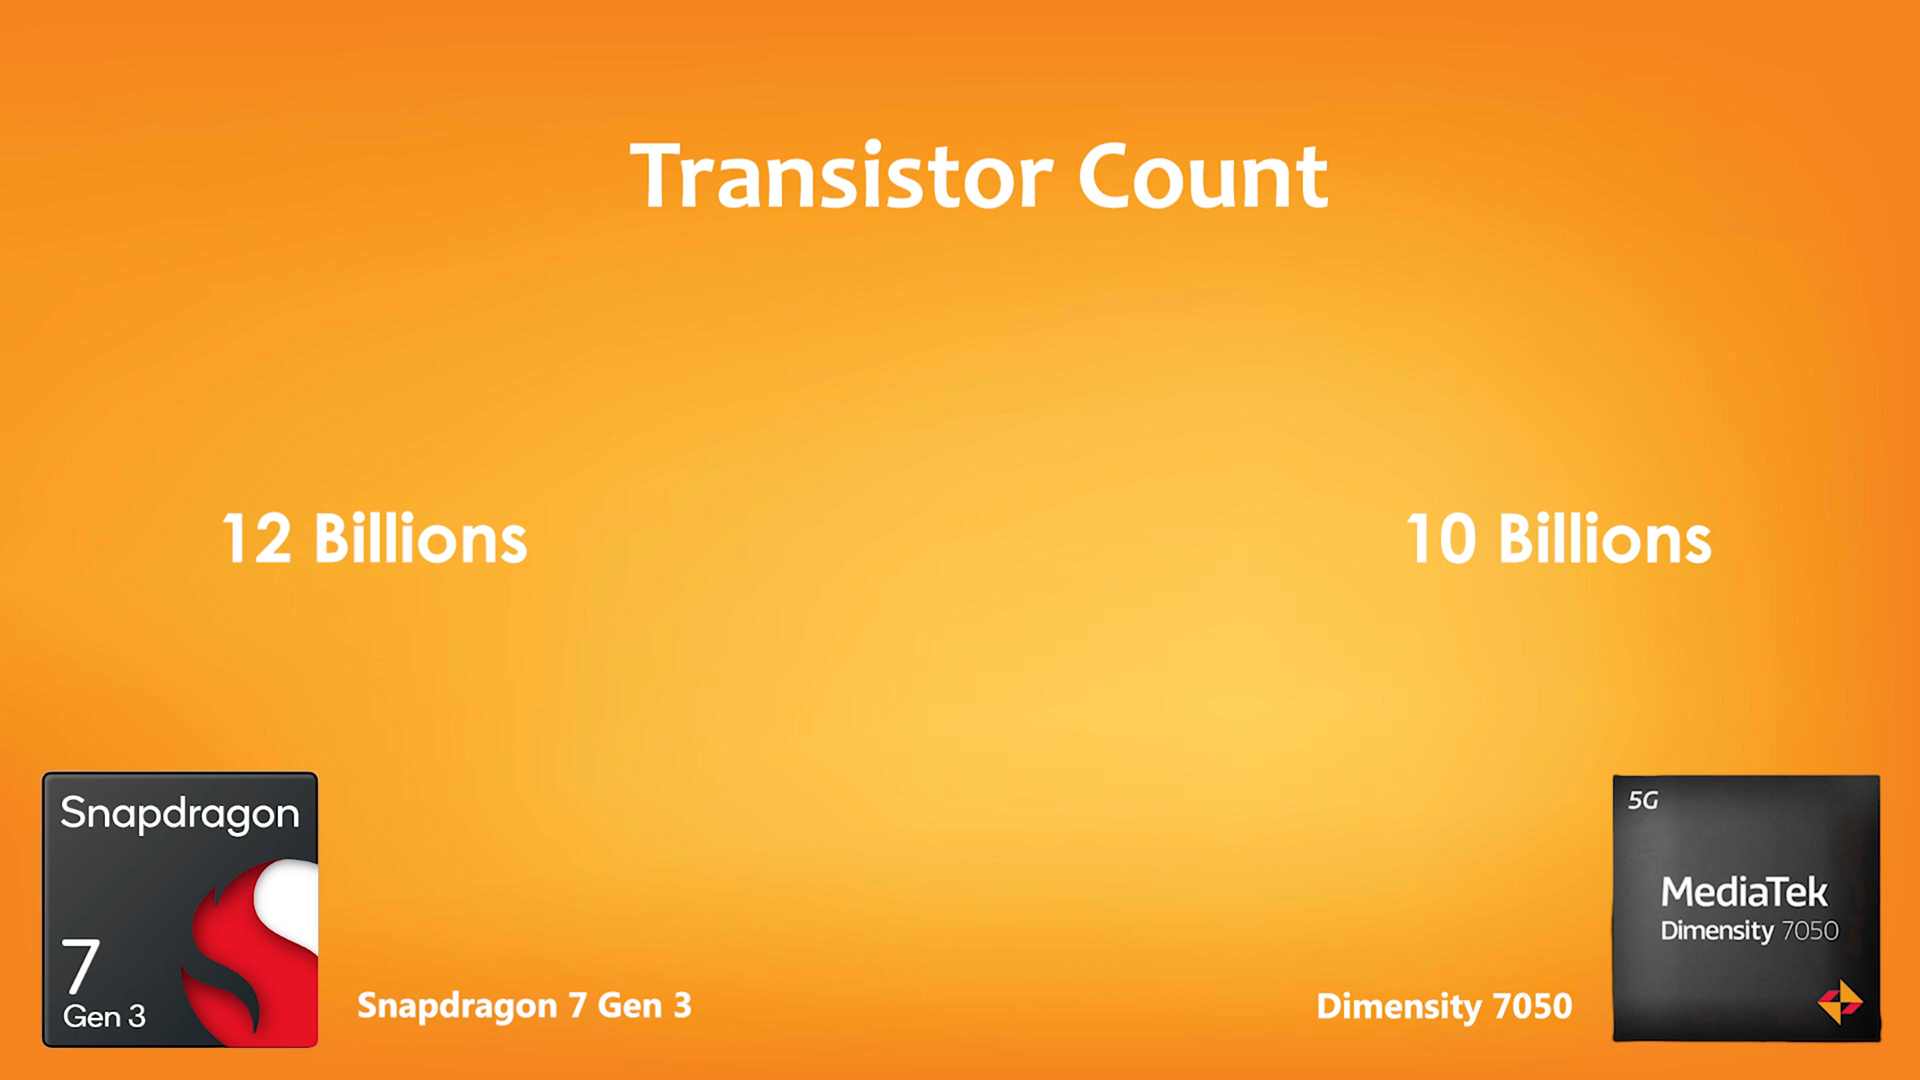 Transistor Count
12 Billions
10 Billions
Snapdragon
7
Gen 3
Snapdragon 7 Gen 3
Dimensity 7050
5G
MediaTek
Dimensity 7050